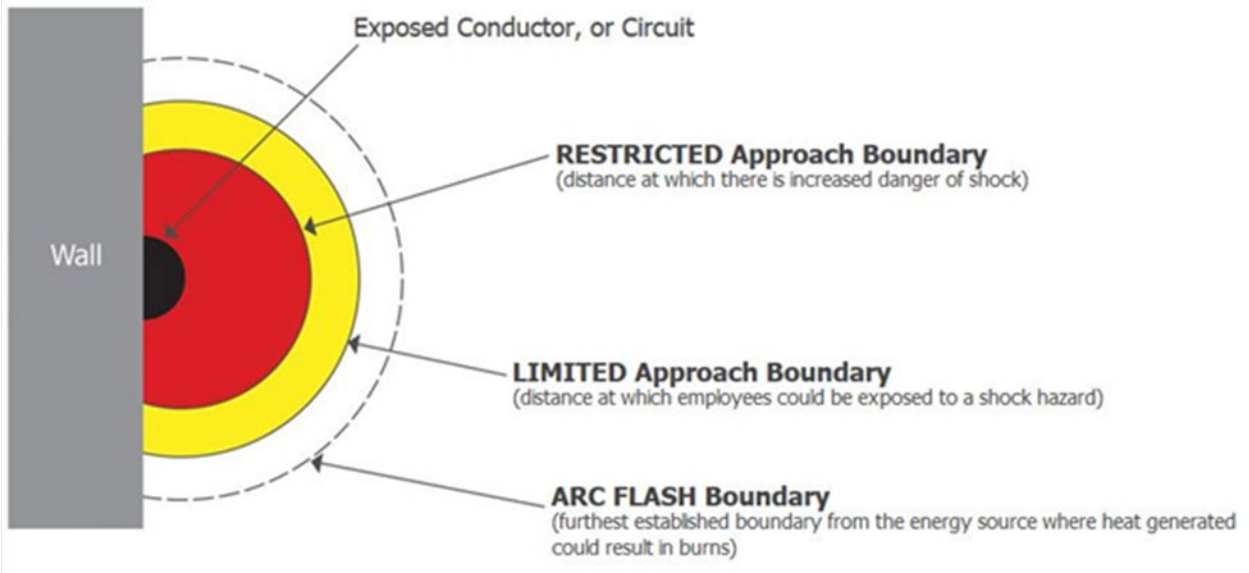 Exposed Conductor, or Circuit
RESTRICTED Approach Boundary
(distance at which there is increased danger of shock)
Wall
LIMITED Approach Boundary
(distance at which employees could be exposed to a shock hazard)
ARC FLASH Boundary
(furthest established boundary from the energy source where heat generated
could result in burns)